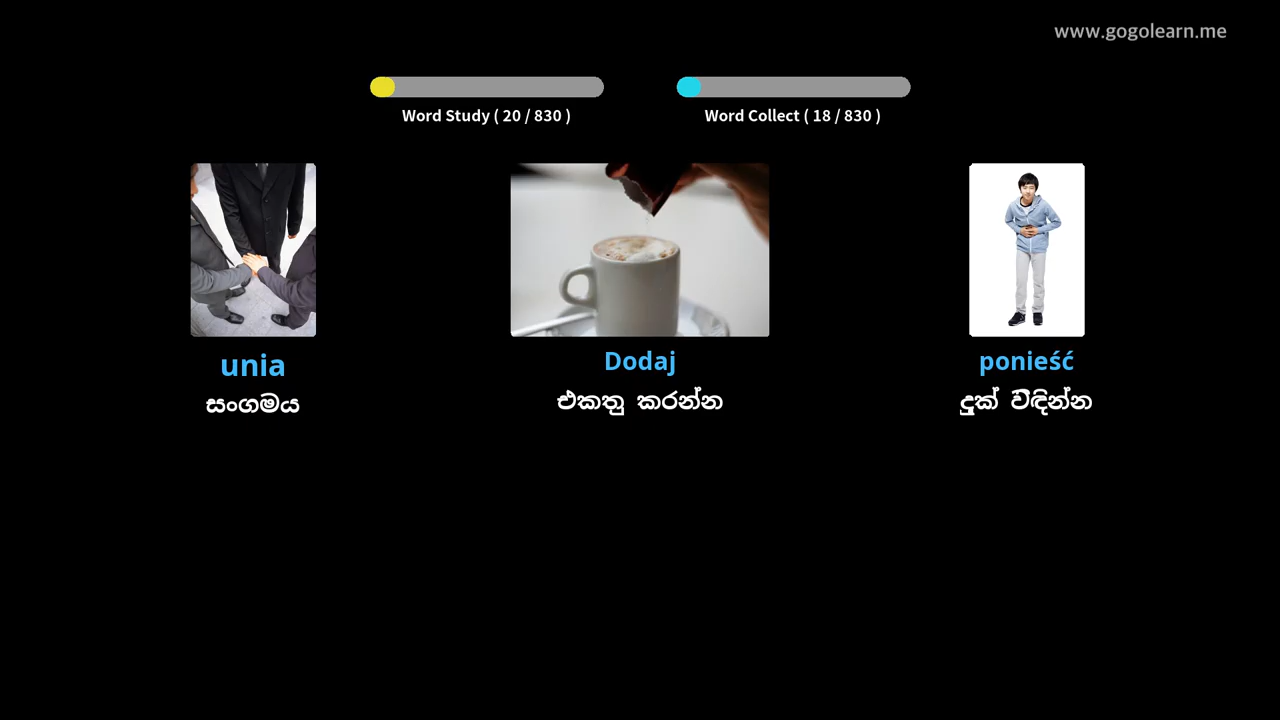 www.gogolearn.me
Word Study ( 20 / 830 )
Word Collect ( 18 / 830 )
unia
Dodaj
ponieść
සංගමය
එකතු කරන්න
දුක් විඳින්න